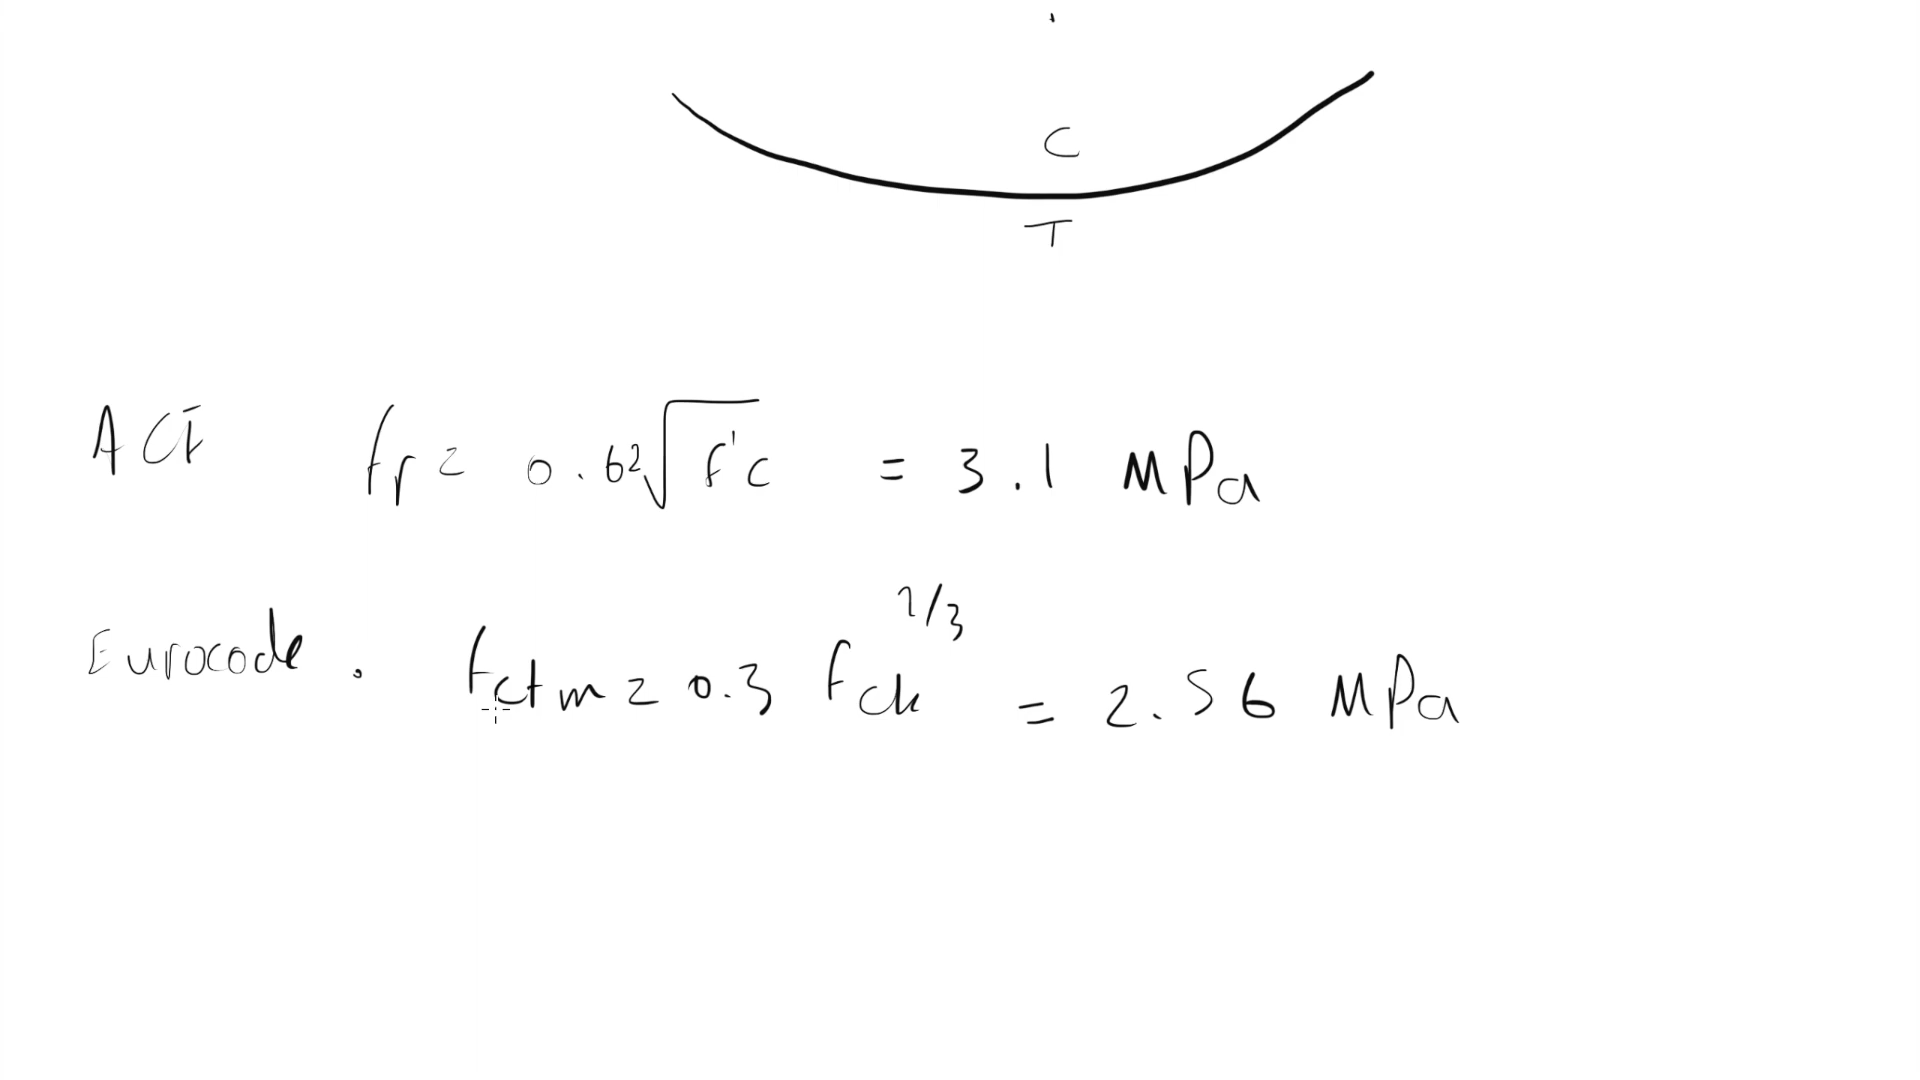 C
T
ACI fr = 0.62√f'c = 3.1 MPa
Eurocode. fctm = 0.3 fck^2/3 = 2.56 MPa